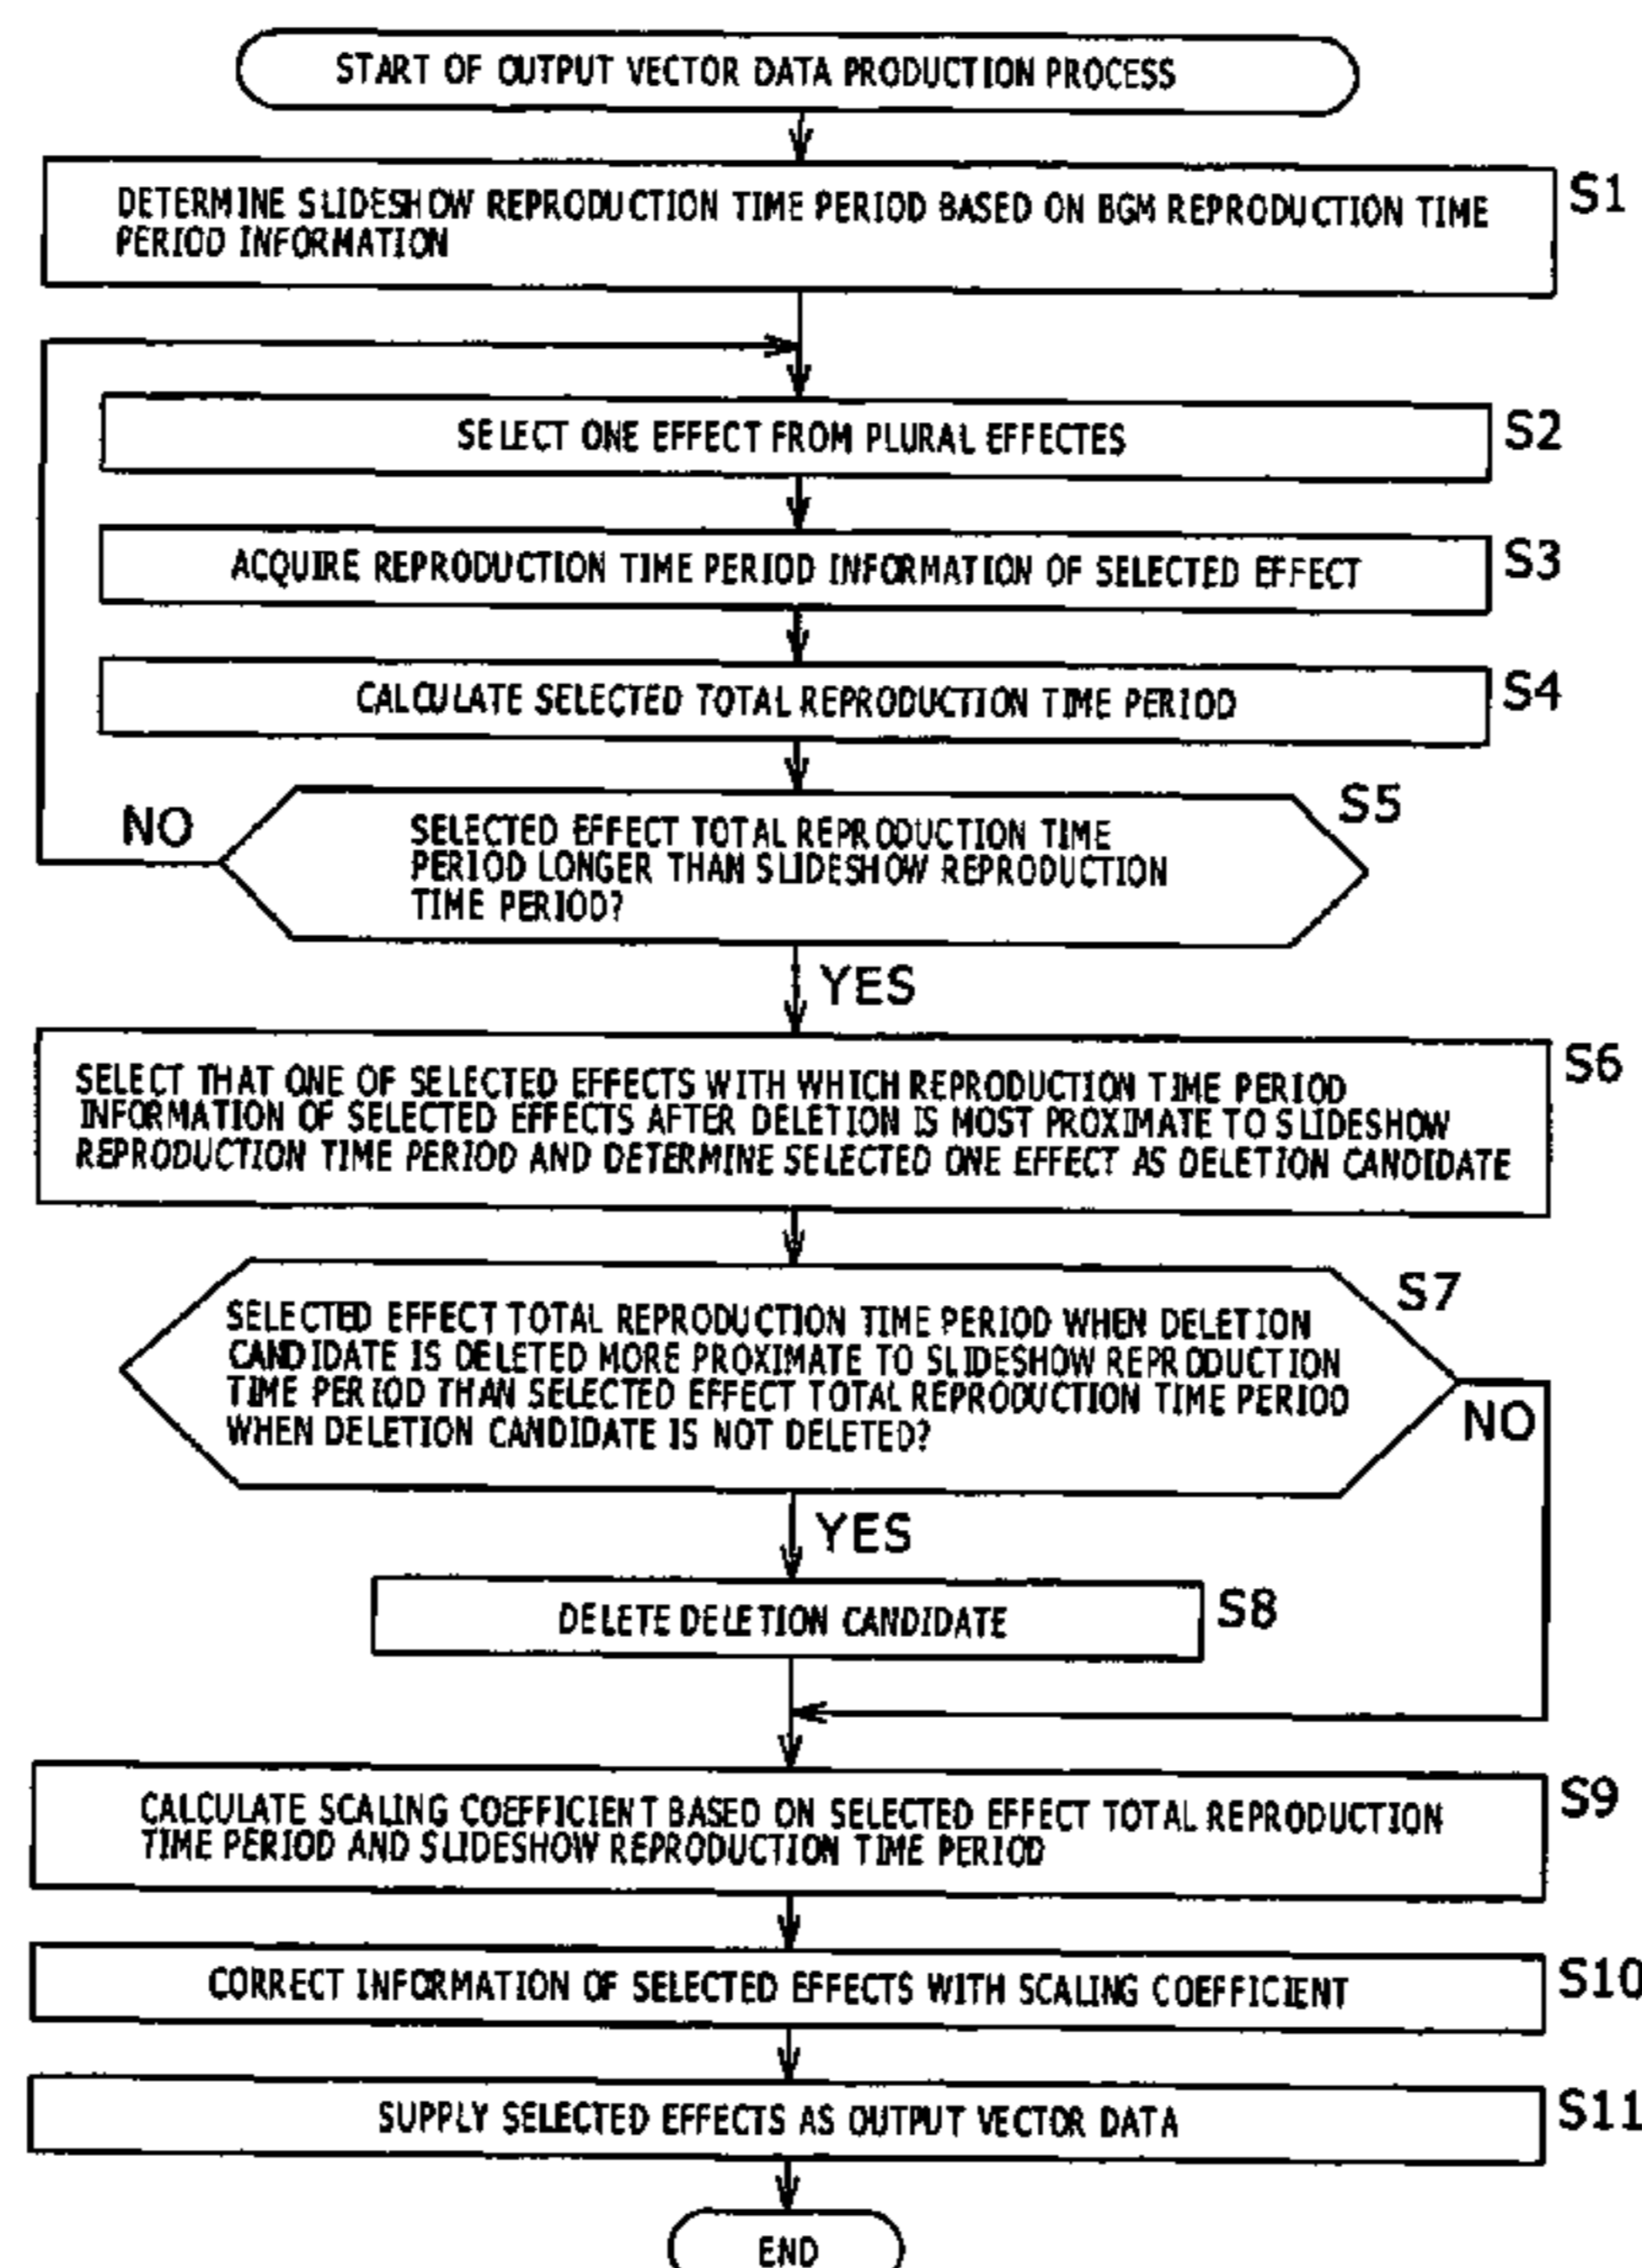 START OF OUTPUT VECTOR DATA PRODUCTION PROCESS
DETERMINE SLIDESHOW REPRODUCTION TIME PERIOD BASED ON BGM REPRODUCTION TIME
PERIOD INFORMATION
S1
SELECT ONE EFFECT FROM PLURAL EFFECTES
S2
ACQUIRE REPRODUCTION TIME PERIOD INFORMATION OF SELECTED EFFECT
S3
CALCULATE SELECTED TOTAL REPRODUCTION TIME PERIOD
S4
SELECTED EFFECT TOTAL REPRODUCTION TIME
PERIOD LONGER THAN SLIDESHOW REPRODUCTION
TIME PERIOD?
S5
NO
YES
SELECT THAT ONE OF SELECTED EFFECTS WITH WHICH REPRODUCTION TIME PERIOD
INFORMATION OF SELECTED EFFECTS AFTER DELETION IS MOST PROXIMATE TO SLIDESHOW
REPRODUCTION TIME PERIOD AND DETERMINE SELECTED ONE EFFECT AS DELETION CANDIDATE
S6
SELECTED EFFECT TOTAL REPRODUCTION TIME PERIOD WHEN DELETION
CANDIDATE IS DELETED MORE PROXIMATE TO SLIDESHOW REPRODUCTION
TIME PERIOD THAN SELECTED EFFECT TOTAL REPRODUCTION TIME PERIOD
WHEN DELETION CANDIDATE IS NOT DELETED?
S7
NO
YES
DELETE DELETION CANDIDATE
S8
CALCULATE SCALING COEFFICIENT BASED ON SELECTED EFFECT TOTAL REPRODUCTION
TIME PERIOD AND SLIDESHOW REPRODUCTION TIME PERIOD
S9
CORRECT INFORMATION OF SELECTED EFFECTS WITH SCALING COEFFICIENT
S10
SUPPLY SELECTED EFFECTS AS OUTPUT VECTOR DATA
S11
END